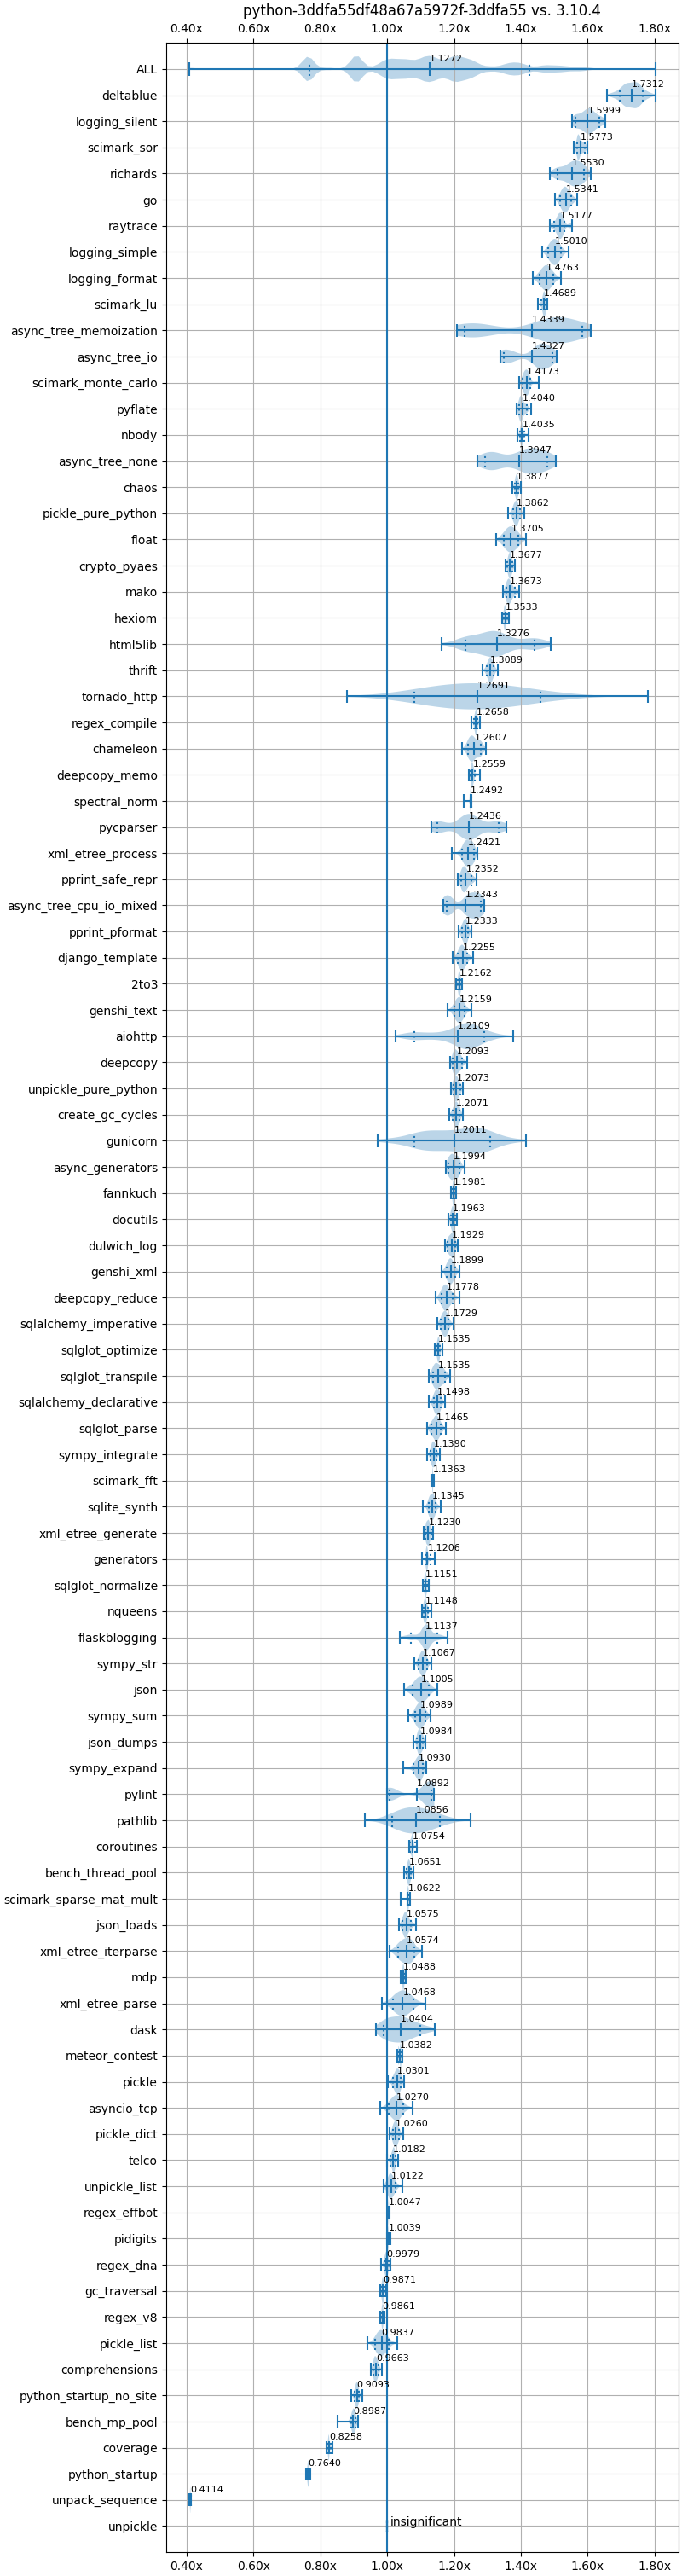 python-3ddfa55df48a67a5972f-3ddfa55 vs. 3.10.4
0.40x 0.60x 0.80x 1.00x 1.20x 1.40x 1.60x 1.80x
ALL 1.1272
deltablue 1.7312
logging_silent 1.5999
scimark_sor 1.5773
richards 1.5530
go 1.5341
raytrace 1.5177
logging_simple 1.5010
logging_format 1.4763
scimark_lu 1.4689
async_tree_memoization 1.4339
async_tree_io 1.4327
scimark_monte_carlo 1.4173
pyflate 1.4040
nbody 1.4035
async_tree_none 1.3947
chaos 1.3877
pickle_pure_python 1.3862
float 1.3705
crypto_pyaes 1.3677
mako 1.3673
hexiom 1.3533
html5lib 1.3276
thrift 1.3089
tornado_http 1.2691
regex_compile 1.2658
chameleon 1.2607
deepcopy_memo 1.2559
spectral_norm 1.2492
pycparser 1.2436
xml_etree_process 1.2421
pprint_safe_repr 1.2352
async_tree_cpu_io_mixed 1.2343
pprint_pformat 1.2333
django_template 1.2255
2to3 1.2162
genshi_text 1.2159
aiohttp 1.2109
deepcopy 1.2093
unpickle_pure_python 1.2073
create_gc_cycles 1.2071
gunicorn 1.2011
async_generators 1.1994
fannkuch 1.1981
docutils 1.1963
dulwich_log 1.1929
genshi_xml 1.1899
deepcopy_reduce 1.1778
sqlalchemy_imperative 1.1729
sqlglot_optimize 1.1535
sqlglot_transpile 1.1535
sqlalchemy_declarative 1.1498
sqlglot_parse 1.1465
sympy_integrate 1.1390
scimark_fft 1.1363
sqlite_synth 1.1345
xml_etree_generate 1.1230
generators 1.1206
sqlglot_normalize 1.1151
nqueens 1.1148
flaskblogging 1.1137
sympy_str 1.1067
json 1.1005
sympy_sum 1.0989
json_dumps 1.0984
sympy_expand 1.0930
pylint 1.0892
pathlib 1.0856
coroutines 1.0754
bench_thread_pool 1.0651
scimark_sparse_mat_mult 1.0622
json_loads 1.0575
xml_etree_iterparse 1.0574
mdp 1.0488
xml_etree_parse 1.0468
dask 1.0404
meteor_contest 1.0382
pickle 1.0301
asyncio_tcp 1.0270
pickle_dict 1.0260
telco 1.0182
unpickle_list 1.0122
regex_effbot 1.0047
pidigits 1.0039
regex_dna 0.9979
gc_traversal 0.9871
regex_v8 0.9861
pickle_list 0.9837
comprehensions 0.9663
python_startup_no_site 0.9093
bench_mp_pool 0.8987
coverage 0.8258
python_startup 0.7640
unpack_sequence 0.4114
unpickle insignificant
0.40x 0.60x 0.80x 1.00x 1.20x 1.40x 1.60x 1.80x